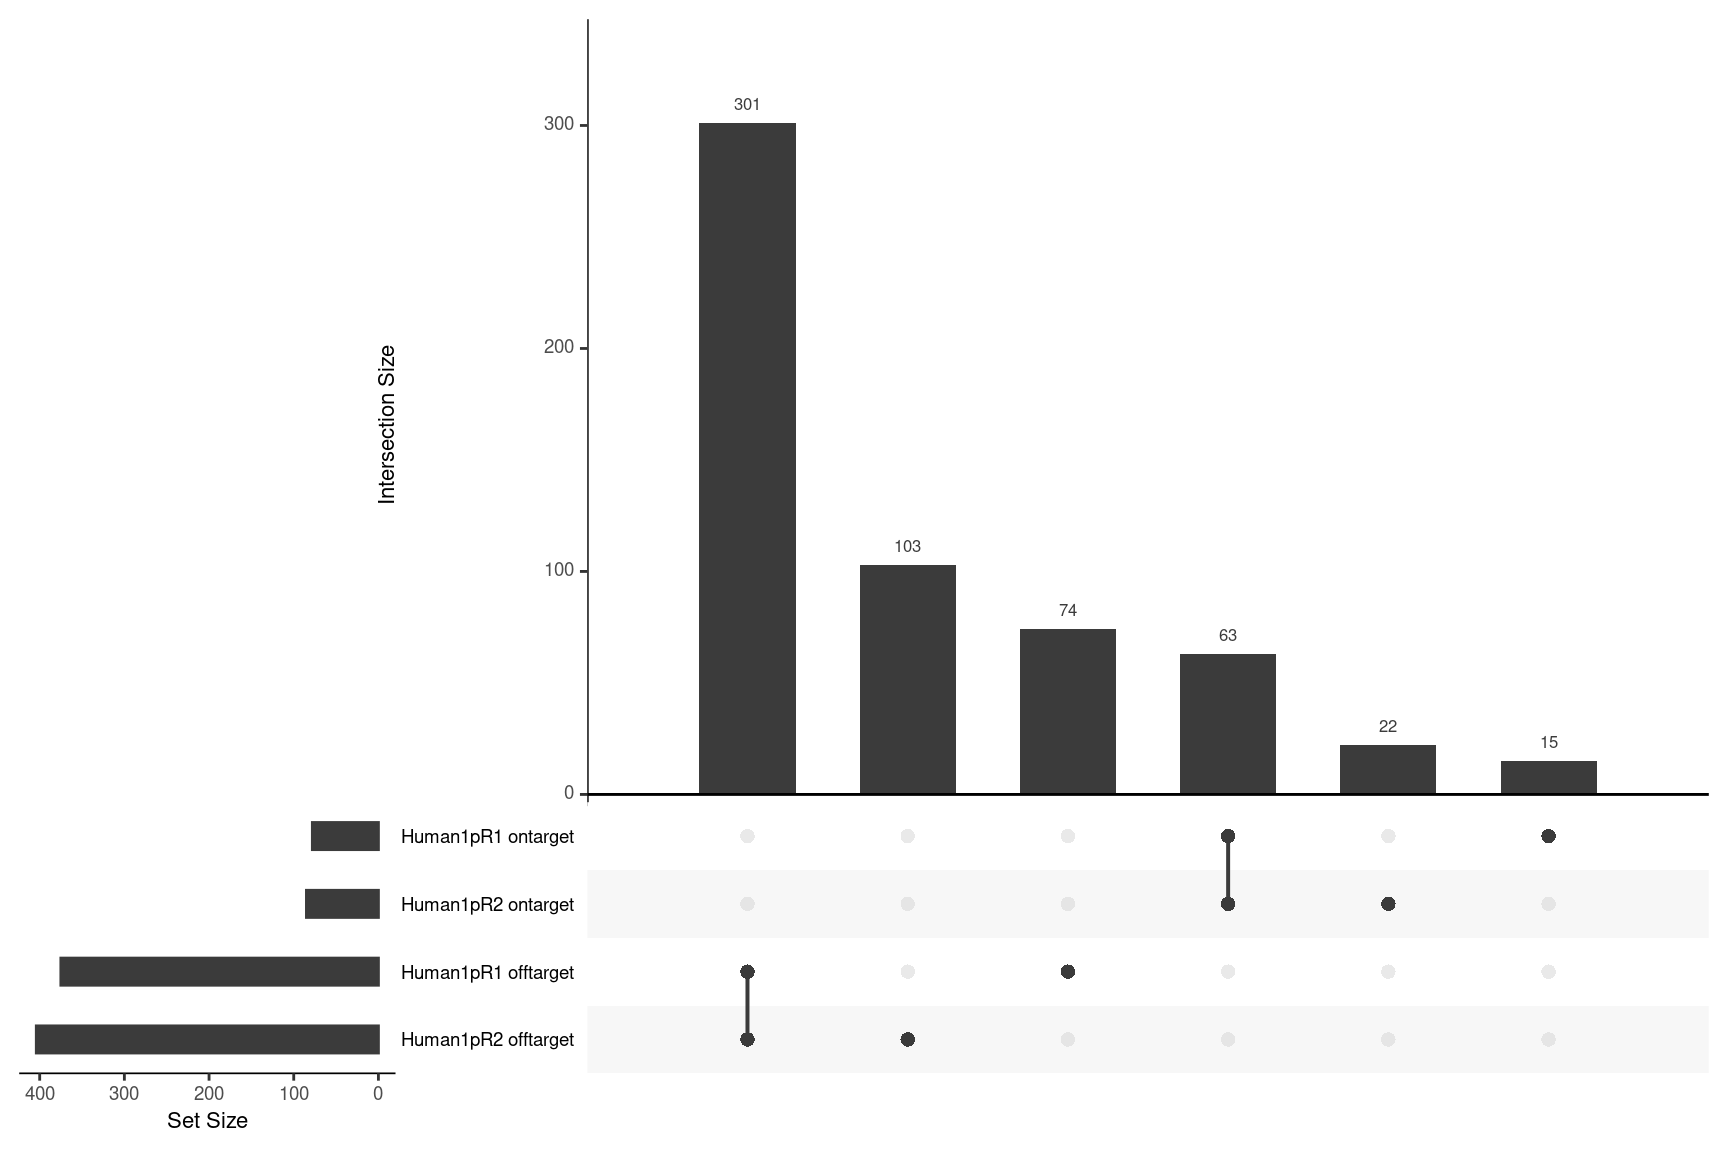 301
103
74
63
22
15
300
200
100
0
Intersection Size
Human1pR1 ontarget
Human1pR2 ontarget
Human1pR1 offtarget
Human1pR2 offtarget
400 300 200 100 0
Set Size